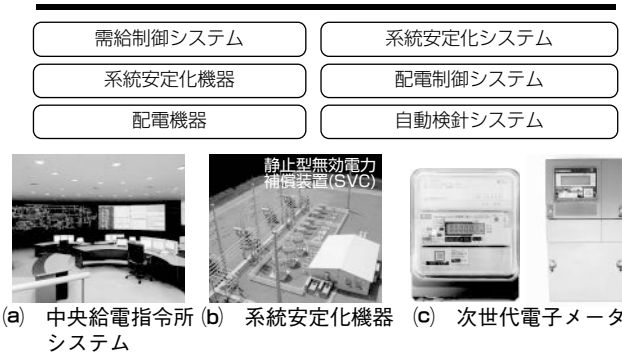 需給制御システム
系統安定化システム
系統安定化機器
配電制御システム
配電機器
自動検針システム
静止型無効電力
補償装置(SVC)
(a) 中央給電指令所
システム
(b) 系統安定化機器
(c) 次世代電子メータ